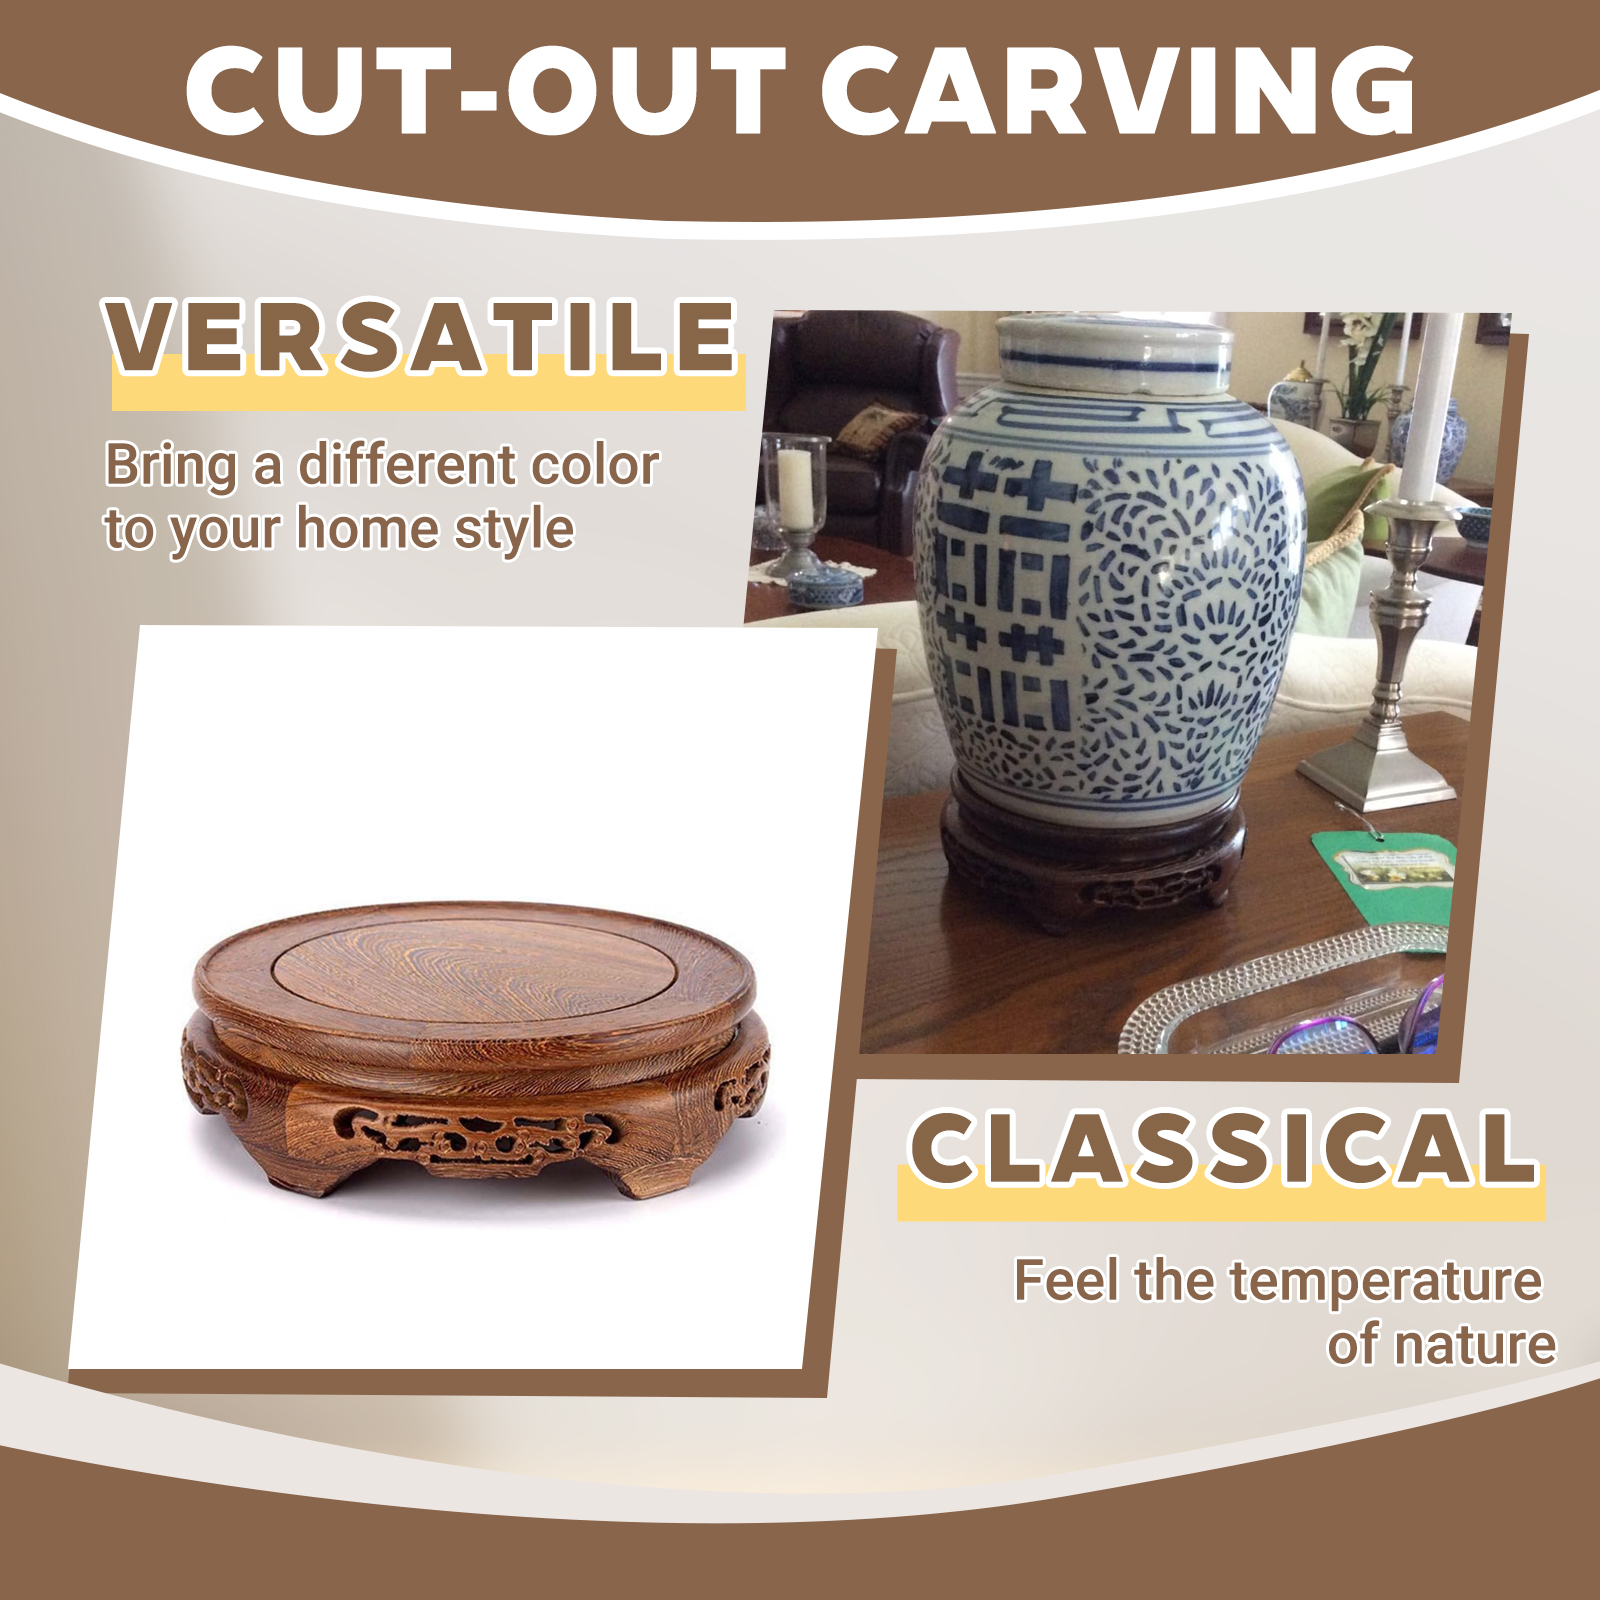 CUT-OUT CARVING
VERSATILE
Bring a different color
to your home style
CLASSICAL
Feel the temperature
of nature